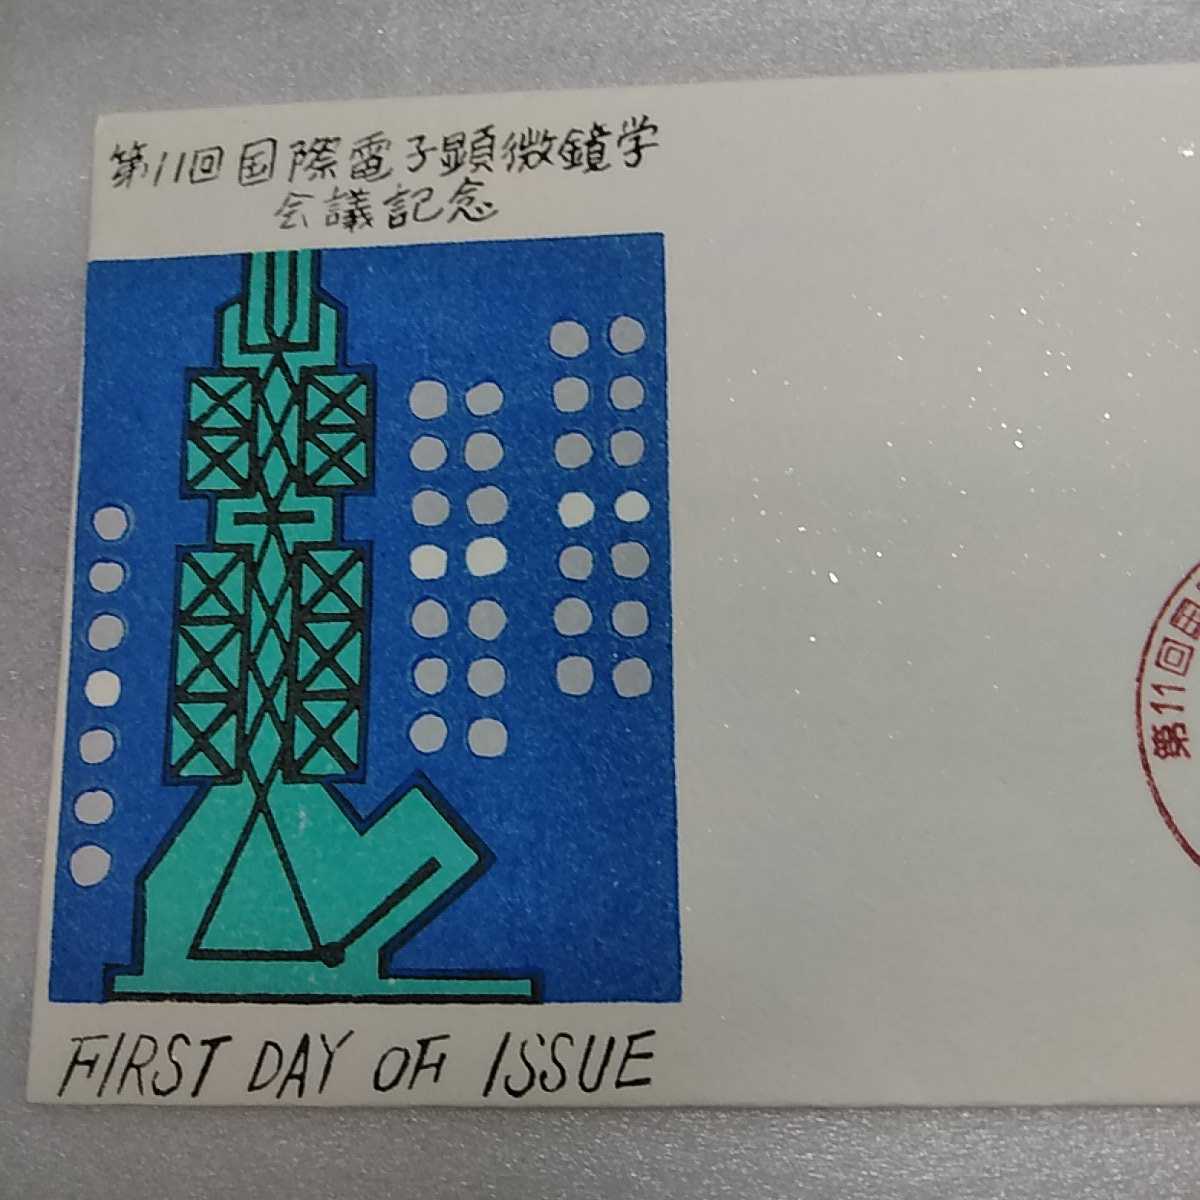 第11回国際電子顕微鏡学
会議記念
FIRST DAY OF ISSUE
第11回国